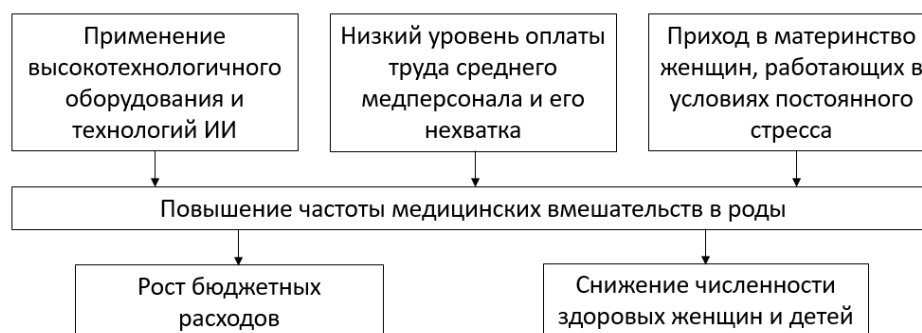 Применение
высокотехнологичного
оборудования и
технологий ИИ
Низкий уровень оплаты
труда среднего
медперсонала и его
нехватка
Приход в материнство
женщин, работающих в
условиях постоянного
стресса
Повышение частоты медицинских вмешательств в роды
Рост бюджетных
расходов
Снижение численности
здоровых женщин и детей